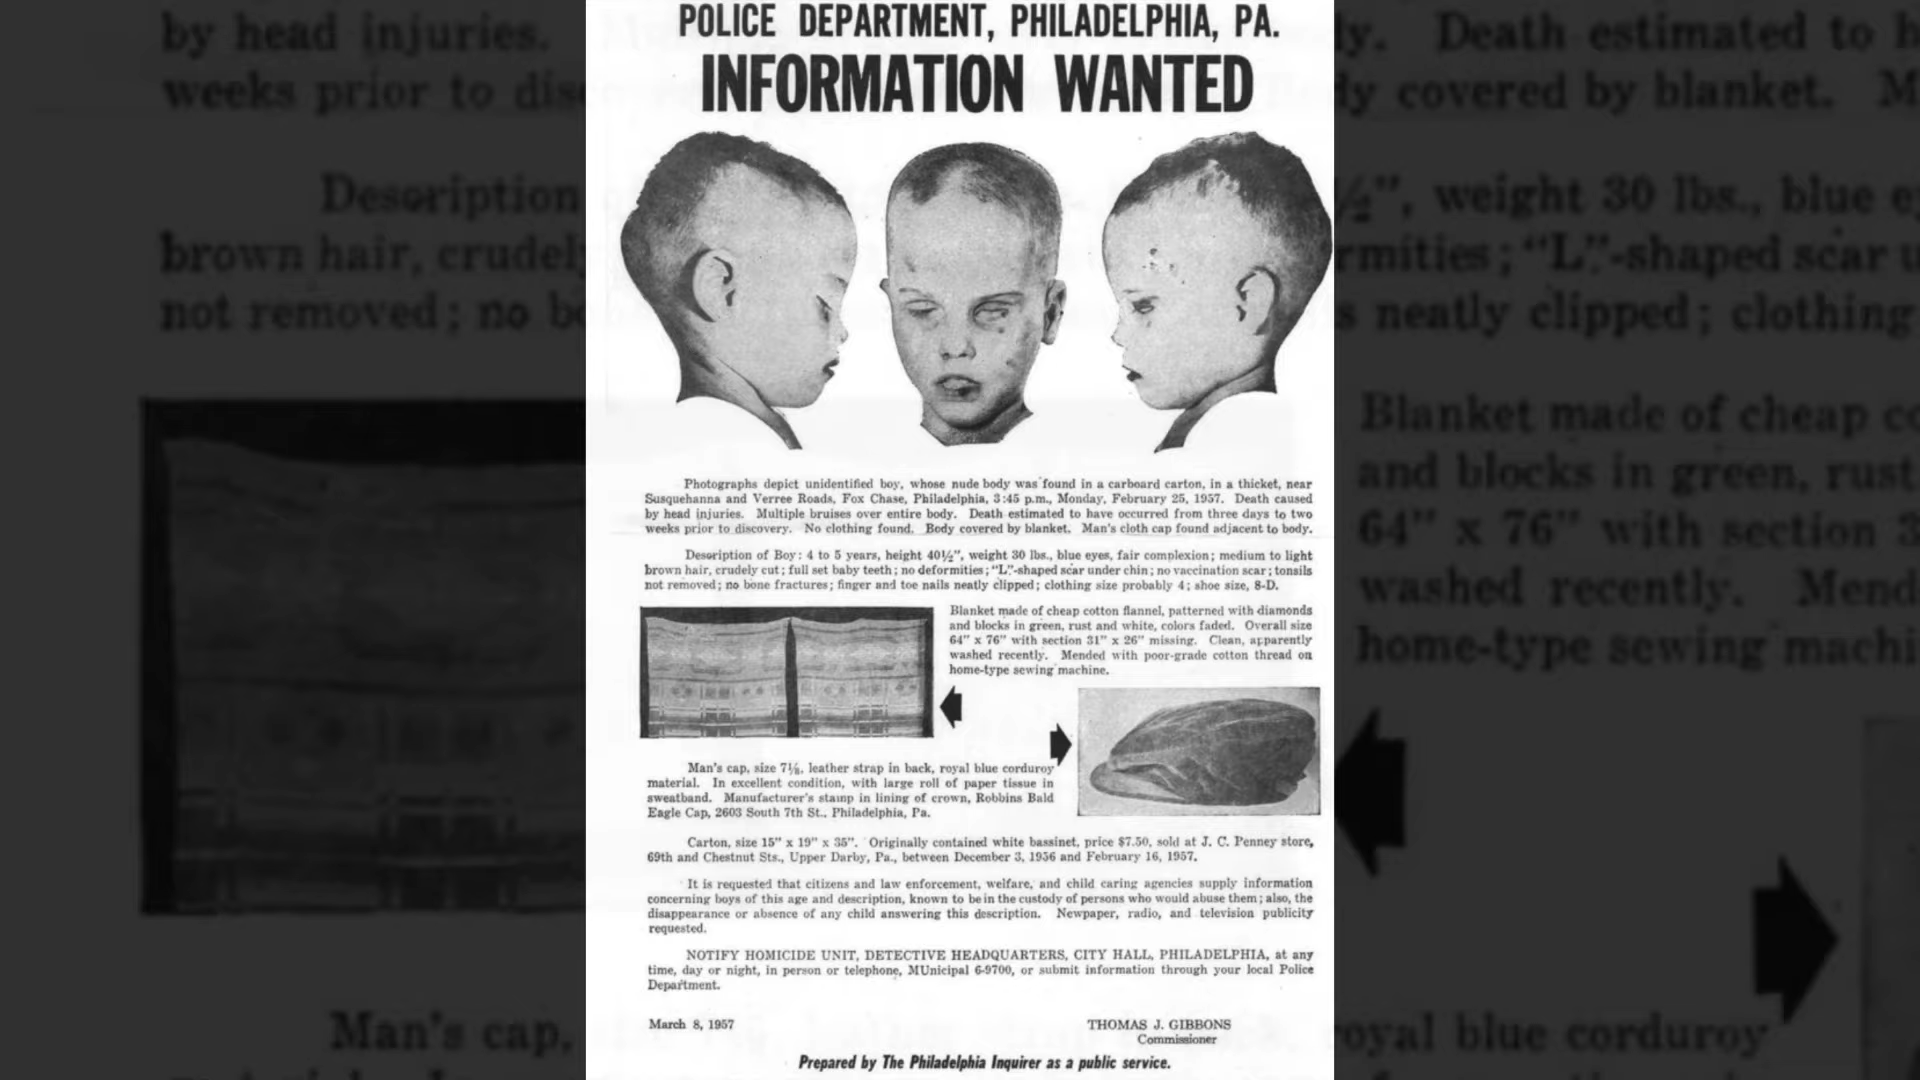 POLICE DEPARTMENT, PHILADELPHIA, PA.
INFORMATION WANTED
Photographs depict unidentified boy, whose nude body was found in a carboard carton, in a thicket, near
Susquehanna and Verree Roads, Fox Chase, Philadelphia, 3:45 p.m., Monday, February 25, 1957. Death caused
by head injuries. Multiple bruises over entire body. Death estimated to have occurred from three days to two
weeks prior to discovery. No clothing found. Body covered by blanket. Man's cloth cap found adjacent to body.
Description of Boy: 4 to 5 years, height 40½", weight 30 lbs., blue eyes, fair complexion; medium to light
brown hair, crudely cut; full set baby teeth; no deformities; "L"-shaped scar under chin; no vaccination scar; tonsils
not removed; no bone fractures; finger and toe nails neatly clipped; clothing size probably 4; shoe size, 8-D.
Blanket made of cheap cotton flannel, patterned with diamonds
and blocks in green, rust and white, colors faded. Overall size
64" x 76" with section 31" x 26" missing. Clean, apparently
washed recently. Mended with poor-grade cotton thread on
home-type sewing machine.
Man's cap, size 7⅛, leather strap in back, royal blue corduroy
material. In excellent condition, with large roll of paper tissue in
sweatband. Manufacturer's stamp in lining of crown, Robbins Bald
Eagle Cap, 2603 South 7th St., Philadelphia, Pa.
Carton, size 15" x 19" x 35". Originally contained white bassinet, price $7.50, sold at J. C. Penney store,
69th and Chestnut Sts., Upper Darby, Pa., between December 3, 1956 and February 16, 1957.
It is requested that citizens and law enforcement, welfare, and child caring agencies supply information
concerning boys of this age and description, known to be in the custody of persons who would abuse them; also, the
disappearance or absence of any child answering this description. Newpaper, radio, and television publicity
requested.
NOTIFY HOMICIDE UNIT, DETECTIVE HEADQUARTERS, CITY HALL, PHILADELPHIA, at any
time, day or night, in person or telephone, MUnicipal 6-9700, or submit information through your local Police
Department.
March 8, 1957
THOMAS J. GIBBONS
Commissioner
Prepared by The Philadelphia Inquirer as a public service.